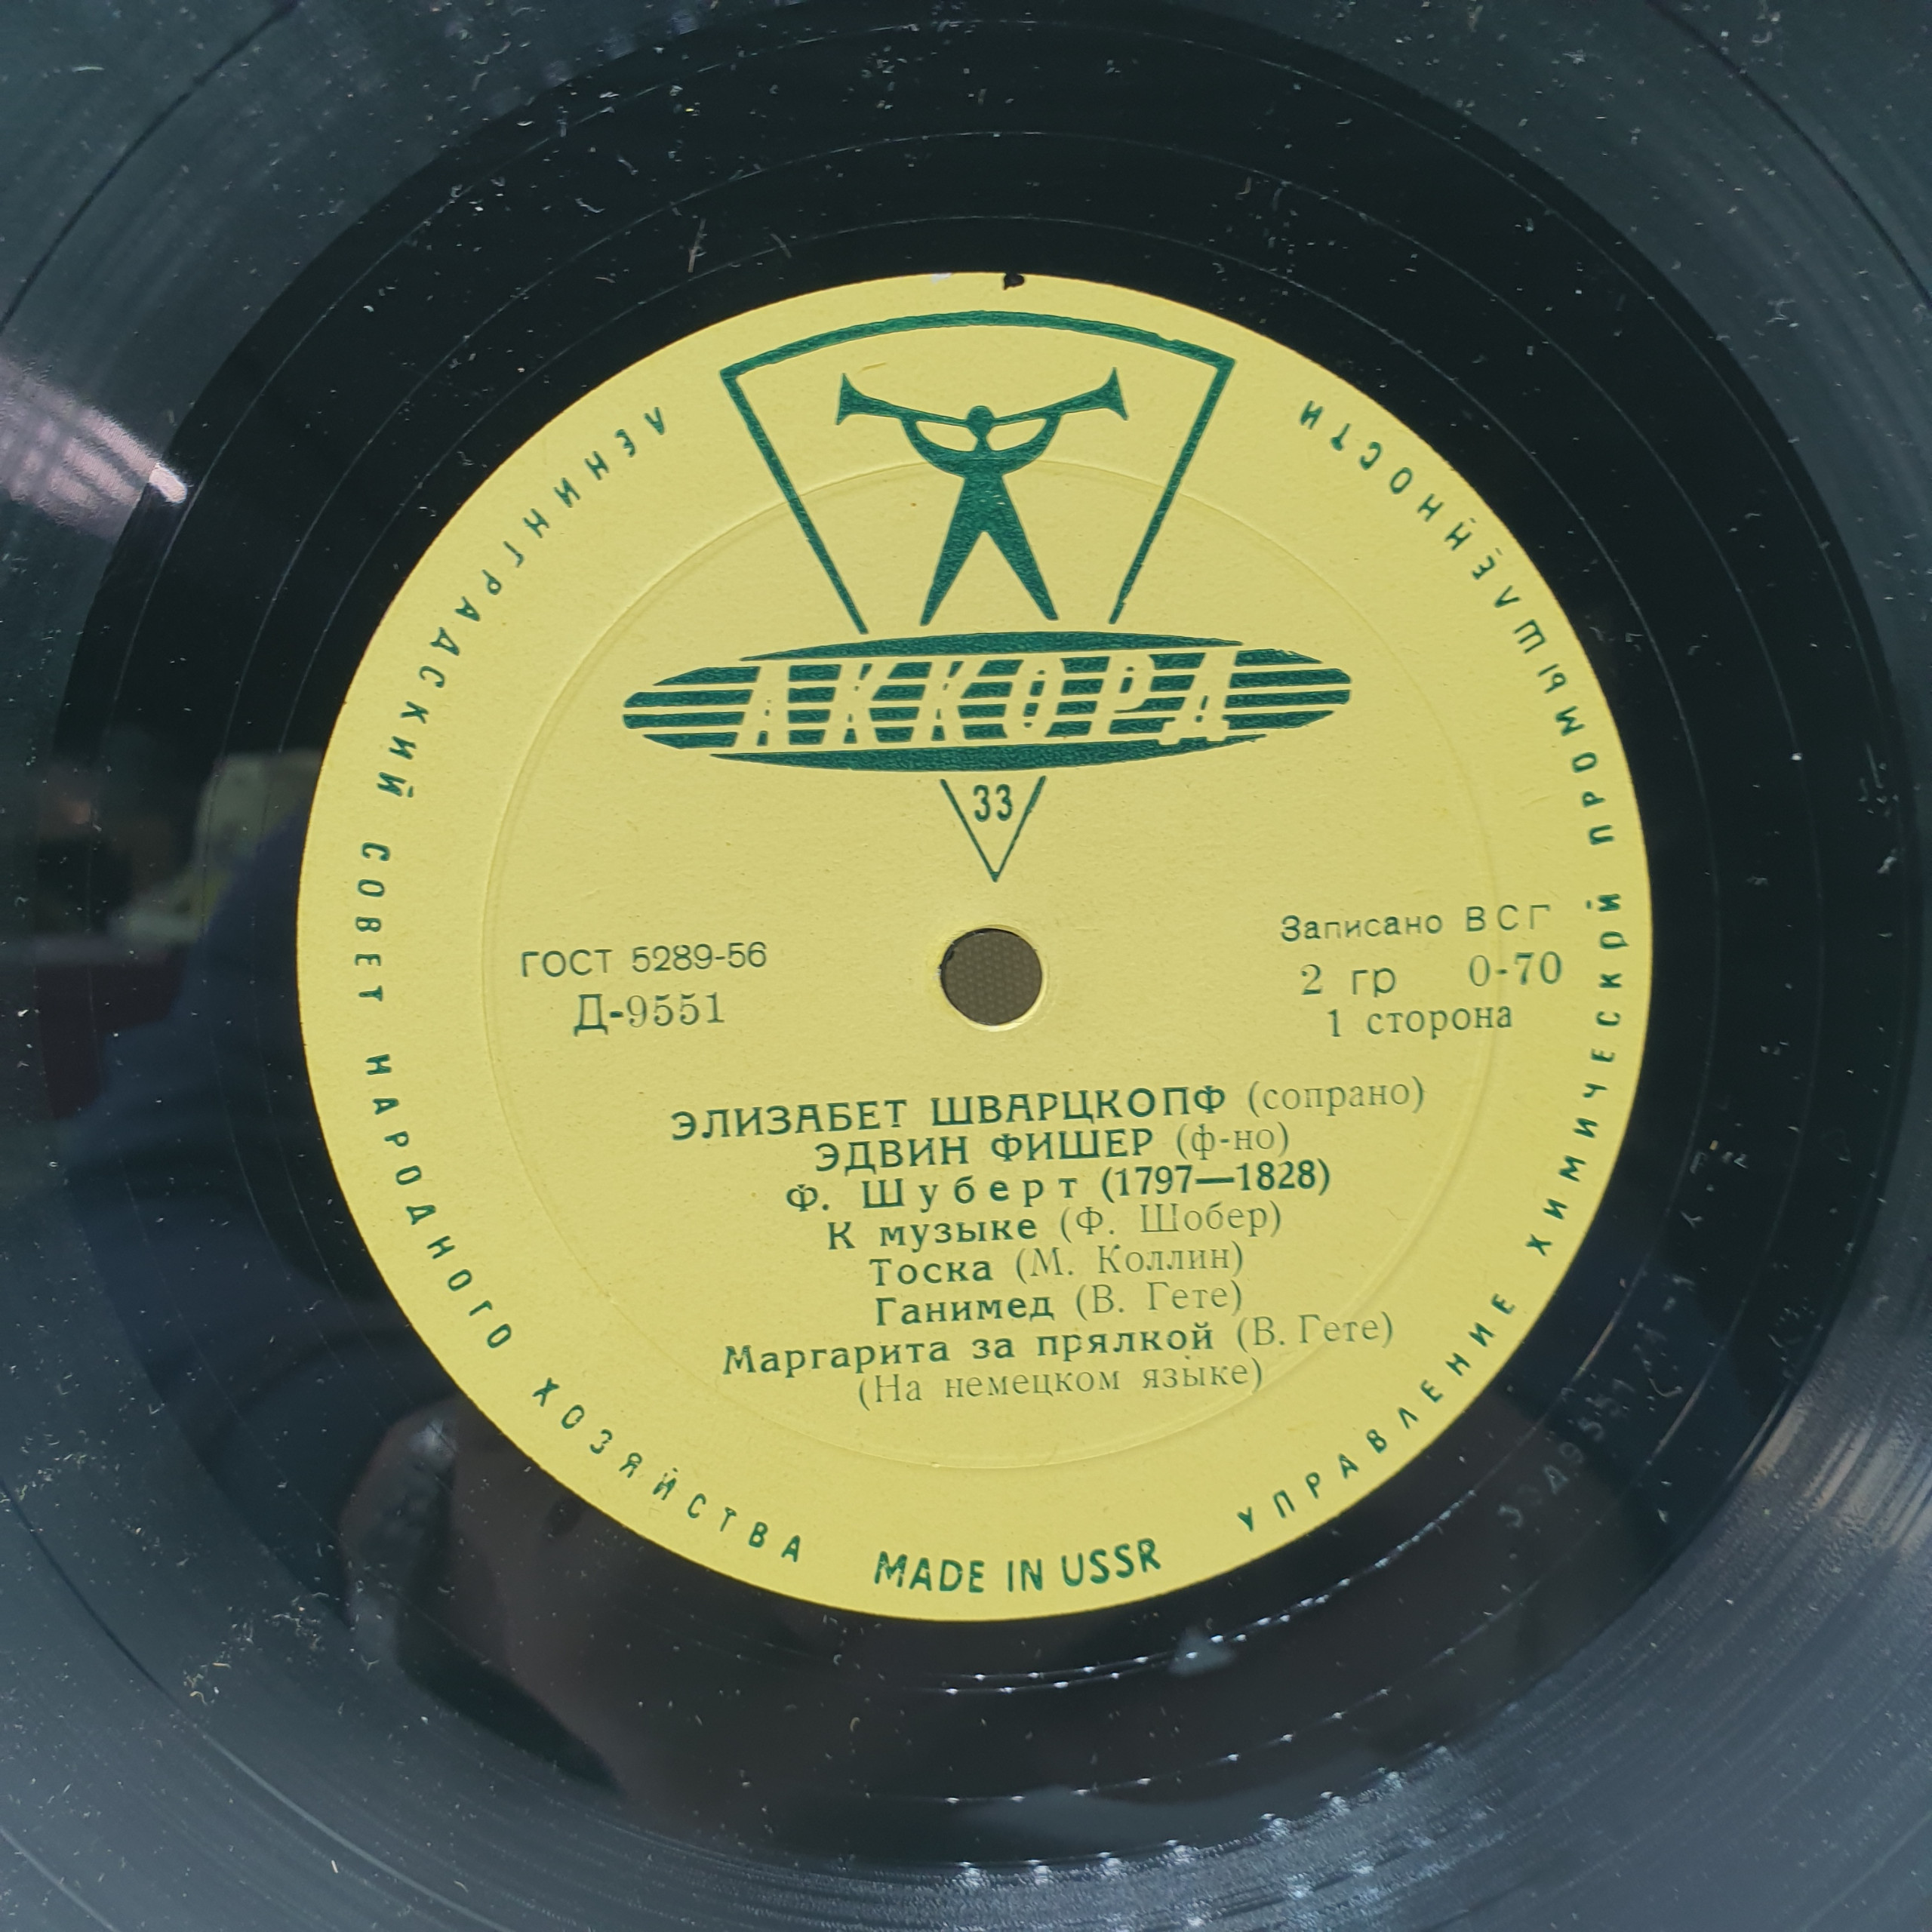 ЛЕНИНГРАДСКИЙ СОВЕТ НАРОДНОГО ХОЗЯЙСТВА
УПРАВЛЕНИЕ ХИМИЧЕСКОЙ ПРОМЫШЛЕННОСТИ
АККОРД
33
ГОСТ 5289-56
Д-9551
Записано ВСГ
2 гр 0-70
1 сторона
ЭЛИЗАБЕТ ШВАРЦКОПФ (сопрано)
ЭДВИН ФИШЕР (ф-но)
Ф. Шуберт (1797—1828)
К музыке (Ф. Шобер)
Тоска (М. Коллин)
Ганимед (В. Гете)
Маргарита за прялкой (В. Гете)
(На немецком языке)
MADE IN USSR